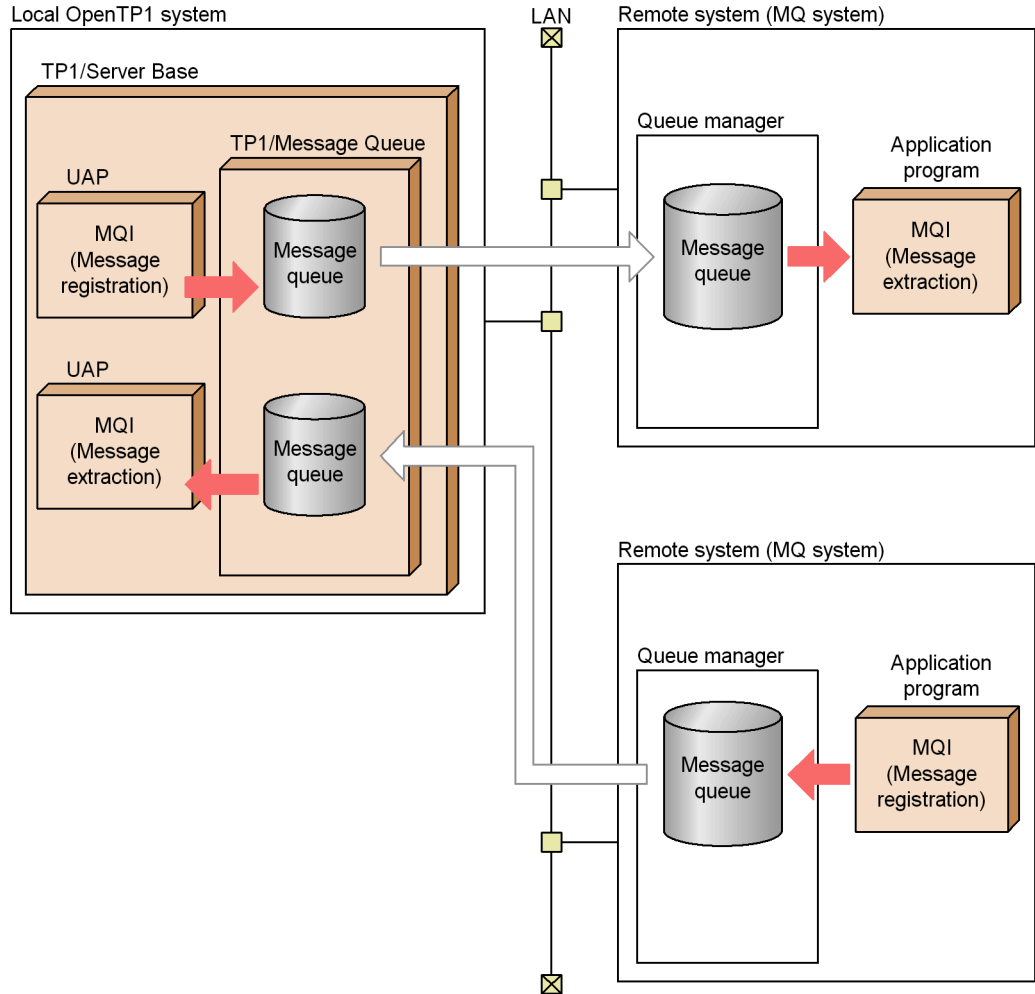 Local OpenTP1 system
LAN
Remote system (MQ system)
TP1/Server Base
TP1/Message Queue
UAP
MQI
(Message
registration)
Message
queue
UAP
MQI
(Message
extraction)
Message
queue
Queue manager
Message
queue
Application
program
MQI
(Message
extraction)
Remote system (MQ system)
Queue manager
Message
queue
Application
program
MQI
(Message
registration)